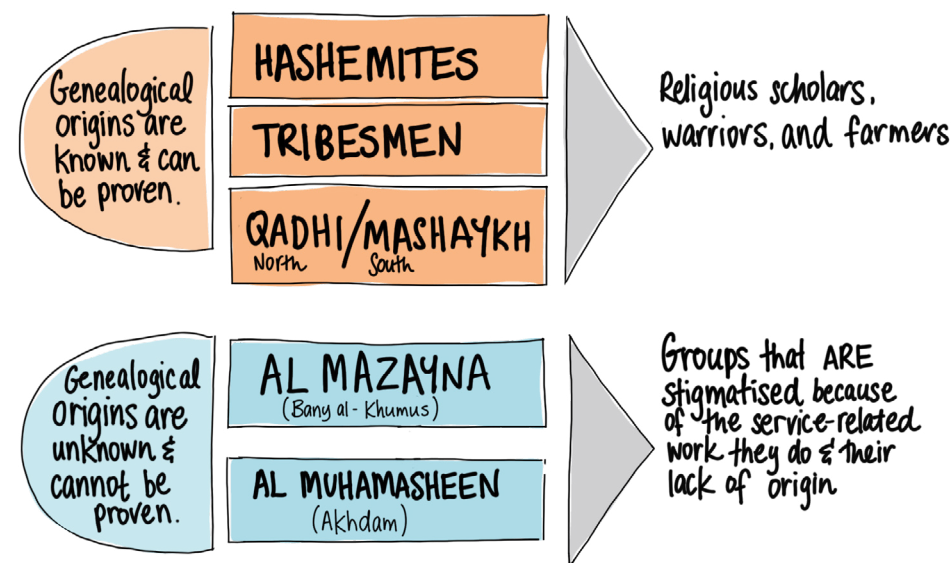 Genealogical
origins are
known & can
be proven.
HASHEMITES
TRIBESMEN
QADHI/MASHAYKH
North South
Religious scholars,
warriors, and farmers
Genealogical
origins are
unknown &
cannot be
proven.
AL MAZAYNA
(Bany al-Khumus)
AL MUHAMASHEEN
(Akhdam)
Groups that ARE
stigmatised because
of the service-related
work they do & their
lack of origin